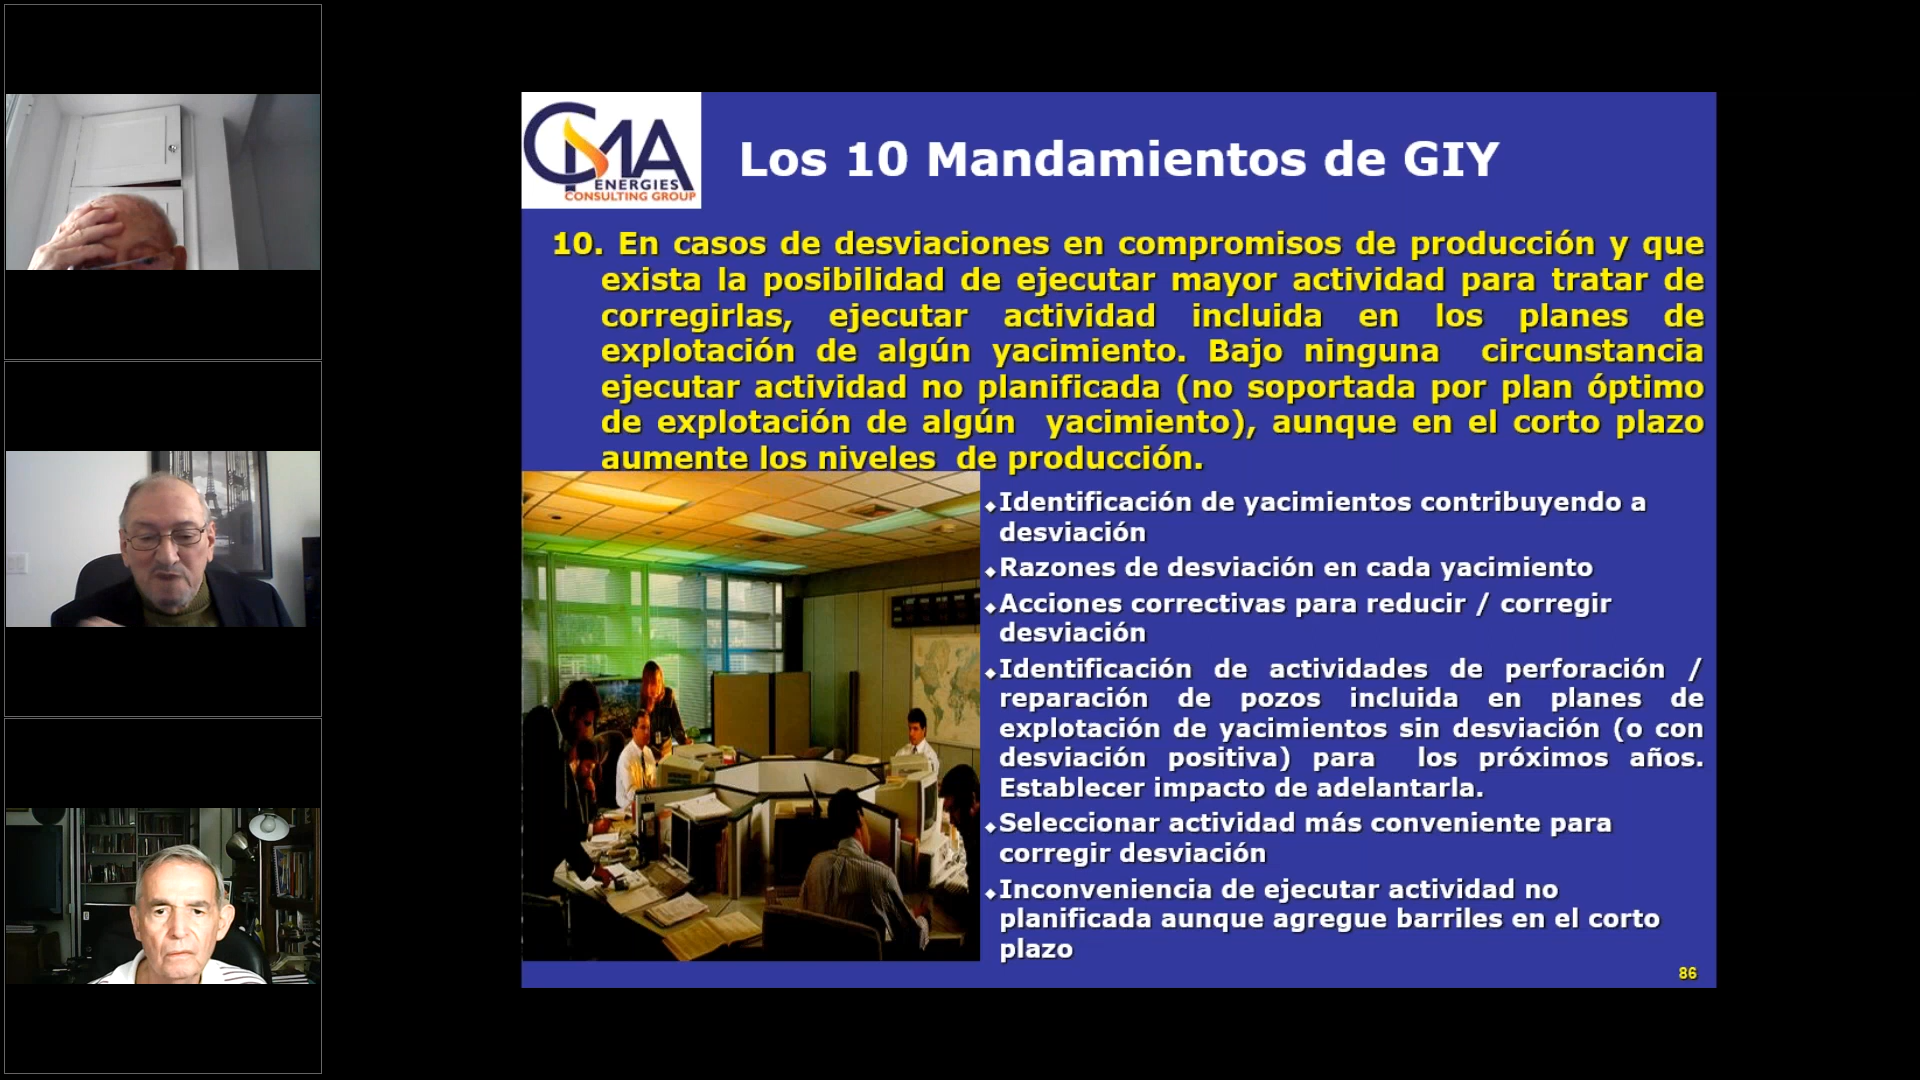 CMA
ENERGIES
CONSULTING GROUP
Los 10 Mandamientos de GIY
10. En casos de desviaciones en compromisos de producción y que
exista la posibilidad de ejecutar mayor actividad para tratar de
corregirlas, ejecutar actividad incluida en los planes de
explotación de algún yacimiento. Bajo ninguna circunstancia
ejecutar actividad no planificada (no soportada por plan óptimo
de explotación de algún yacimiento), aunque en el corto plazo
aumente los niveles de producción.
◆Identificación de yacimientos contribuyendo a
desviación
◆Razones de desviación en cada yacimiento
◆Acciones correctivas para reducir / corregir
desviación
◆Identificación de actividades de perforación /
reparación de pozos incluida en planes de
explotación de yacimientos sin desviación (o con
desviación positiva) para los próximos años.
Establecer impacto de adelantarla.
◆Seleccionar actividad más conveniente para
corregir desviación
◆Inconveniencia de ejecutar actividad no
planificada aunque agregue barriles en el corto
plazo
86